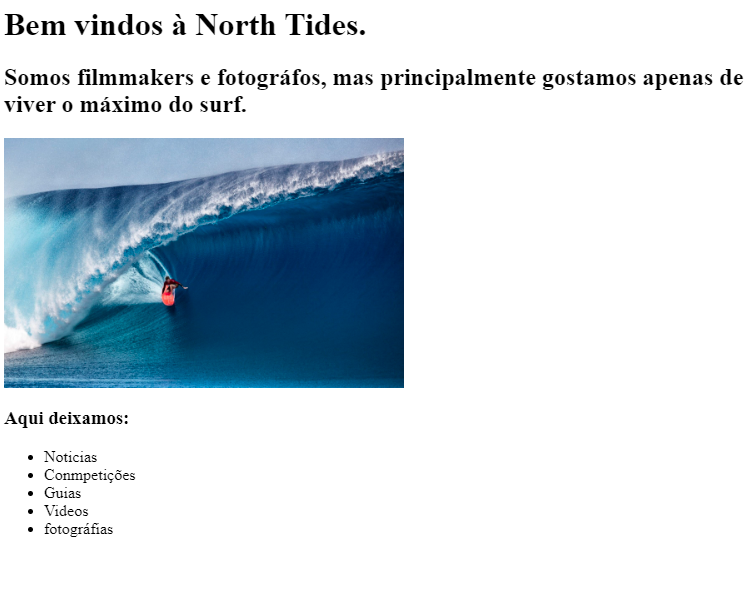 Bem vindos à North Tides.
Somos filmmakers e fotográfos, mas principalmente gostamos apenas de
viver o máximo do surf.
Aqui deixamos:
Noticias
Conmpetições
Guias
Videos
fotográfias